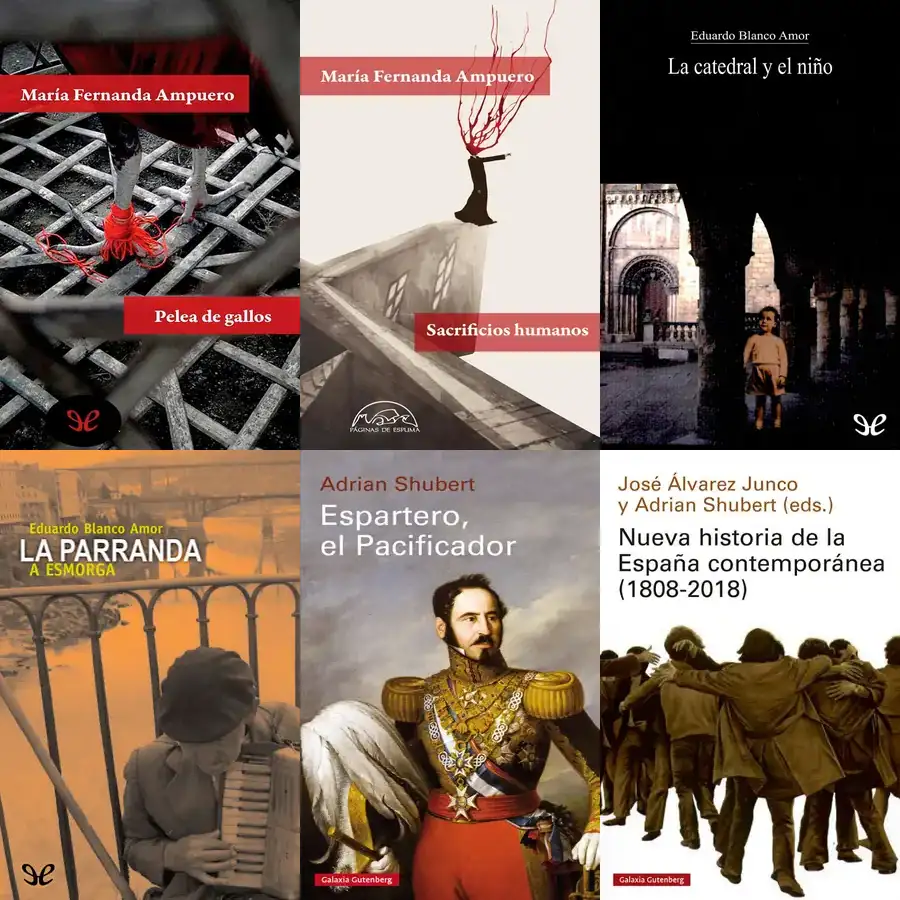 María Fernanda Ampuero
Pelea de gallos
María Fernanda Ampuero
Sacrificios humanos
PÁGINAS DE ESPUMA
Eduardo Blanco Amor
La catedral y el niño
Eduardo Blanco Amor
LA PARRANDA
A ESMORGA
Adrian Shubert
Espartero,
el Pacificador
Galaxia Gutenberg
José Álvarez Junco
y Adrian Shubert (eds.)
Nueva historia de la
España contemporánea
(1808-2018)
Galaxia Gutenberg